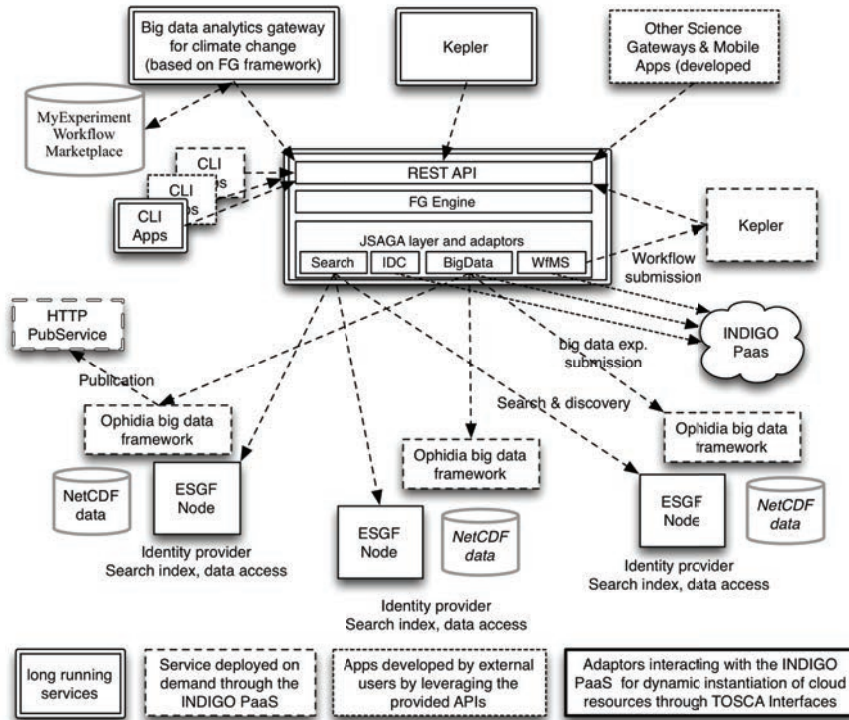 Big data analytics gateway
for climate change
(based on FG framework)
Kepler
Other Science
Gateways & Mobile
Apps (developed
MyExperiment
Workflow
Marketplace
CLI
CLI
CLI
Apps
REST API
FG Engine
JSAGA layer and adaptors
Search
IDC
BigData
WfMS
Kepler
Workflow
submission
HTTP
PubService
INDIGO
Paas
Publication
big data exp.
submission
Search & discovery
Ophidia big data
framework
Ophidia big data
framework
Ophidia big data
framework
NetCDF
data
ESGF
Node
ESGF
Node
NetCDF
data
ESGF
Node
NetCDF
data
Identity provider
Search index, data access
Identity provider
Search index, data access
Identity provider
Search index, data access
long running
services
Service deployed on
demand through the
INDIGO PaaS
Apps developed by external
users by leveraging the
provided APIs
Adaptors interacting with the INDIGO
PaaS for dynamic instantiation of cloud
resources through TOSCA Interfaces